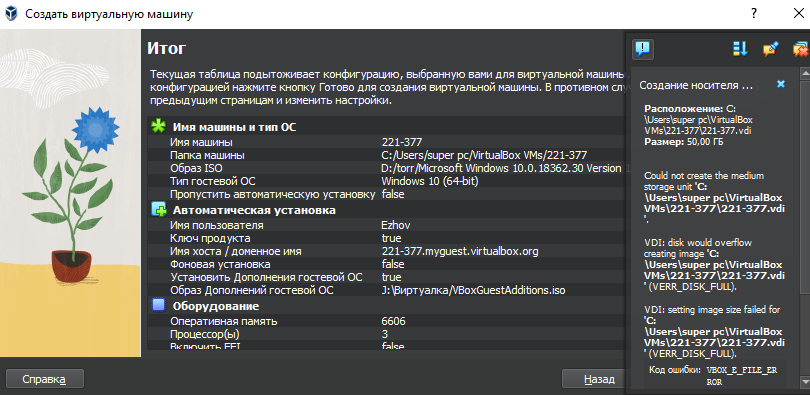 Создать виртуальную машину
?
Итог
Текущая таблица подытоживает конфигурацию, выбранную вами для виртуальной машины
конфигурацией нажмите кнопку Готово для создания виртуальной машины. В противном слу
предыдущим страницам и изменить настройки.
Имя машины и тип ОС
Имя машины 221-377
Папка машины C:/Users/super pc/VirtualBox VMs/221-377
Образ ISO D:/torr/Microsoft Windows 10.0.18362.30 Version
Тип гостевой ОС Windows 10 (64-bit)
Пропустить автоматическую установку false
Автоматическая установка
Имя пользователя Ezhov
Ключ продукта true
Имя хоста / доменное имя 221-377.myguest.virtualbox.org
Фоновая установка false
Установить Дополнения гостевой ОС true
Образ Дополнений гостевой ОС J:\Виртуалка/VBoxGuestAdditions.iso
Оборудование
Оперативная память 6606
Процессор(ы) 3
Включить EFI false
Справка
Назад
Создание носителя ...
Расположение: C:
\Users\super pc\VirtualBox
VMs\221-377\221-377.vdi
Размер: 50,00 ГБ
Could not create the medium
storage unit 'C:
\Users\super pc\VirtualBox
VMs\221-377\221-377.vdi
'.
VDI: disk would overflow
creating image 'C:
\Users\super pc\VirtualBox
VMs\221-377\221-377.vdi
' (VERR_DISK_FULL).
VDI: setting image size failed for
'C:
\Users\super pc\VirtualBox
VMs\221-377\221-377.vdi
' (VERR_DISK_FULL).
Код ошибки: VBOX_E_FILE_ER
ROR